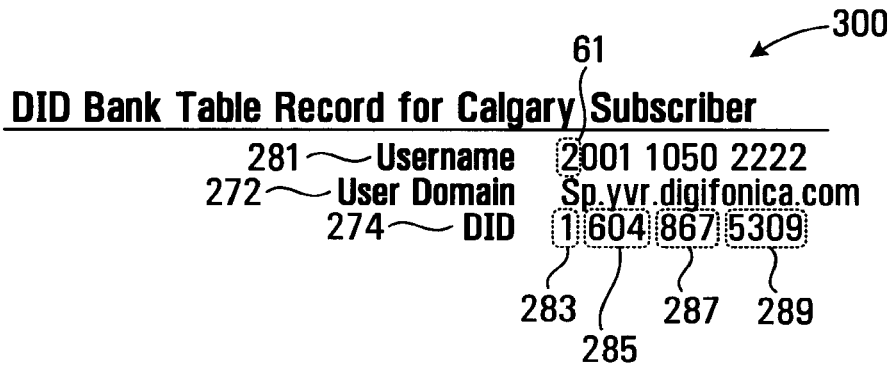 300
61
DID Bank Table Record for Calgary Subscriber
281 Username 2001 1050 2222
272 User Domain Sp.yvr.digifonica.com
274 DID 1 604 867 5309
283 287 289
285